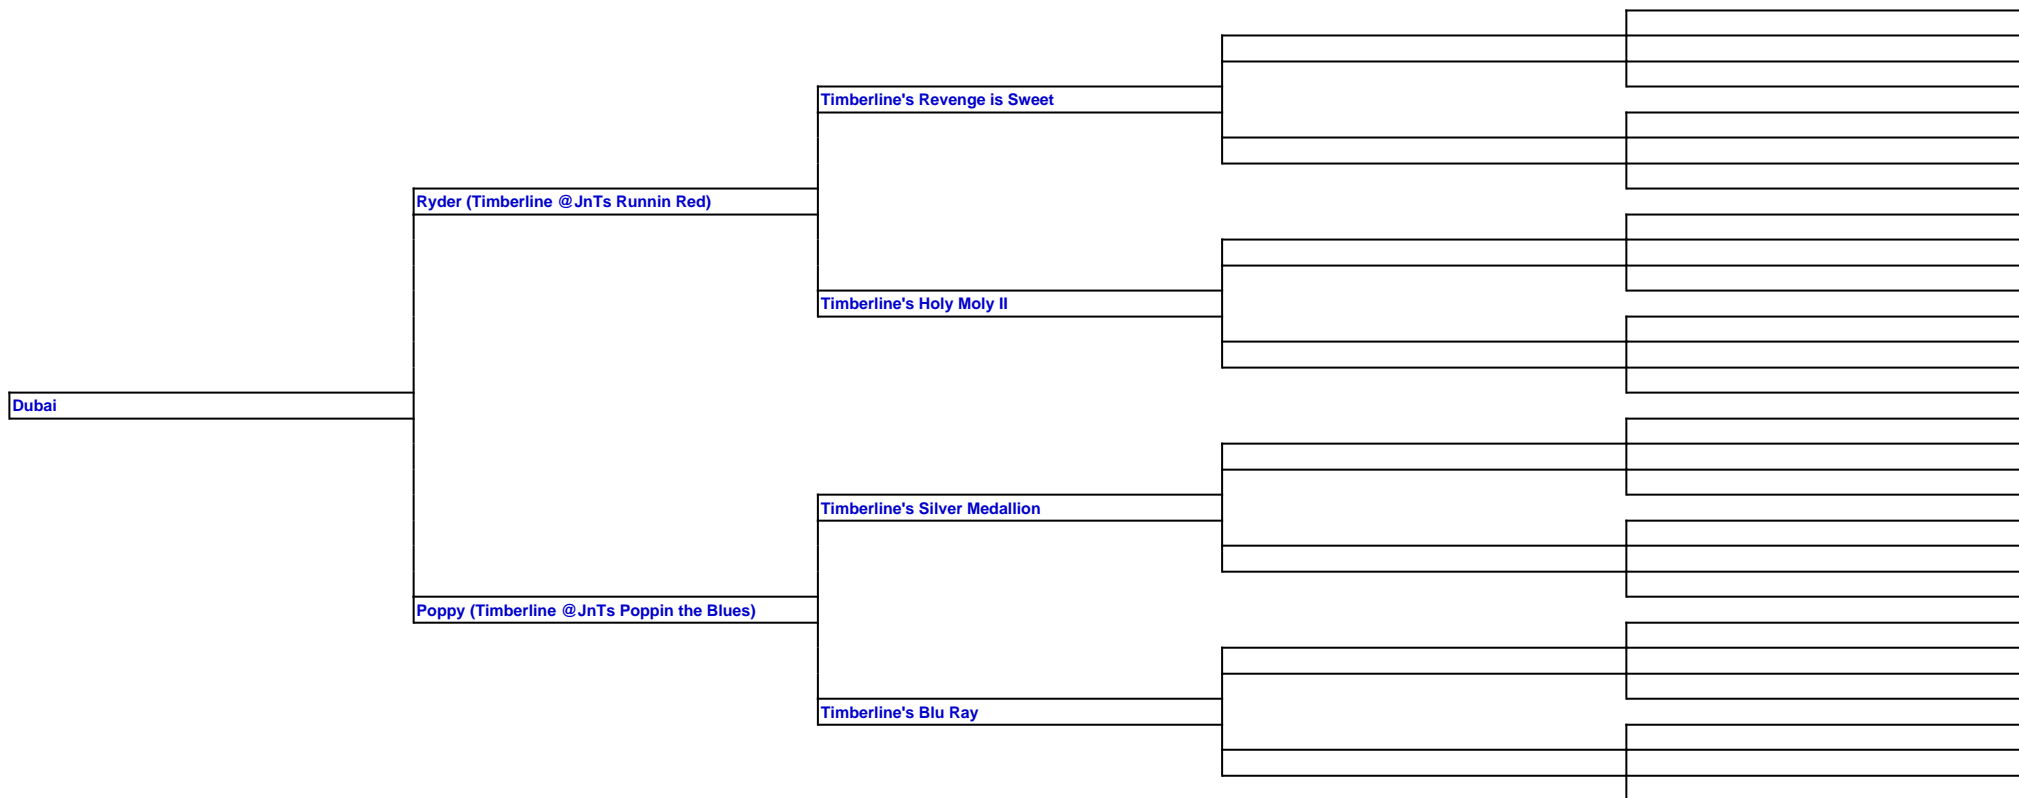 Timberline's Revenge is Sweet
Ryder (Timberline @JnTs Runnin Red)
Timberline's Holy Moly II
Dubai
Timberline's Silver Medallion
Poppy (Timberline @JnTs Poppin the Blues)
Timberline's Blu Ray